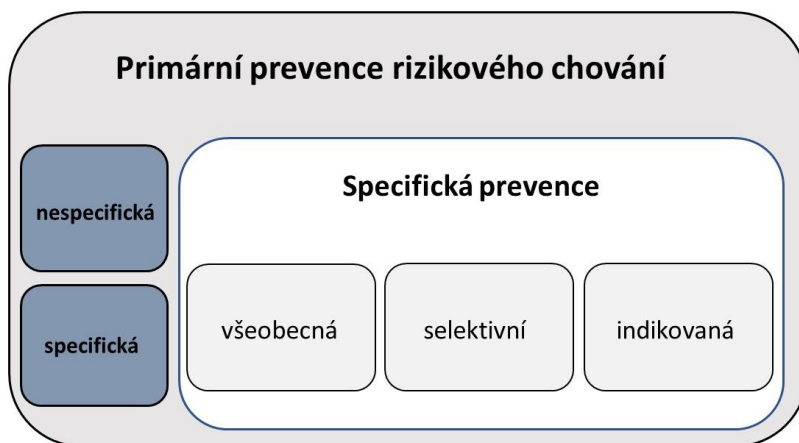 Primární prevence rizikového chování
nespecifická
specifická
Specifická prevence
všeobecná
selektivní
indikovaná